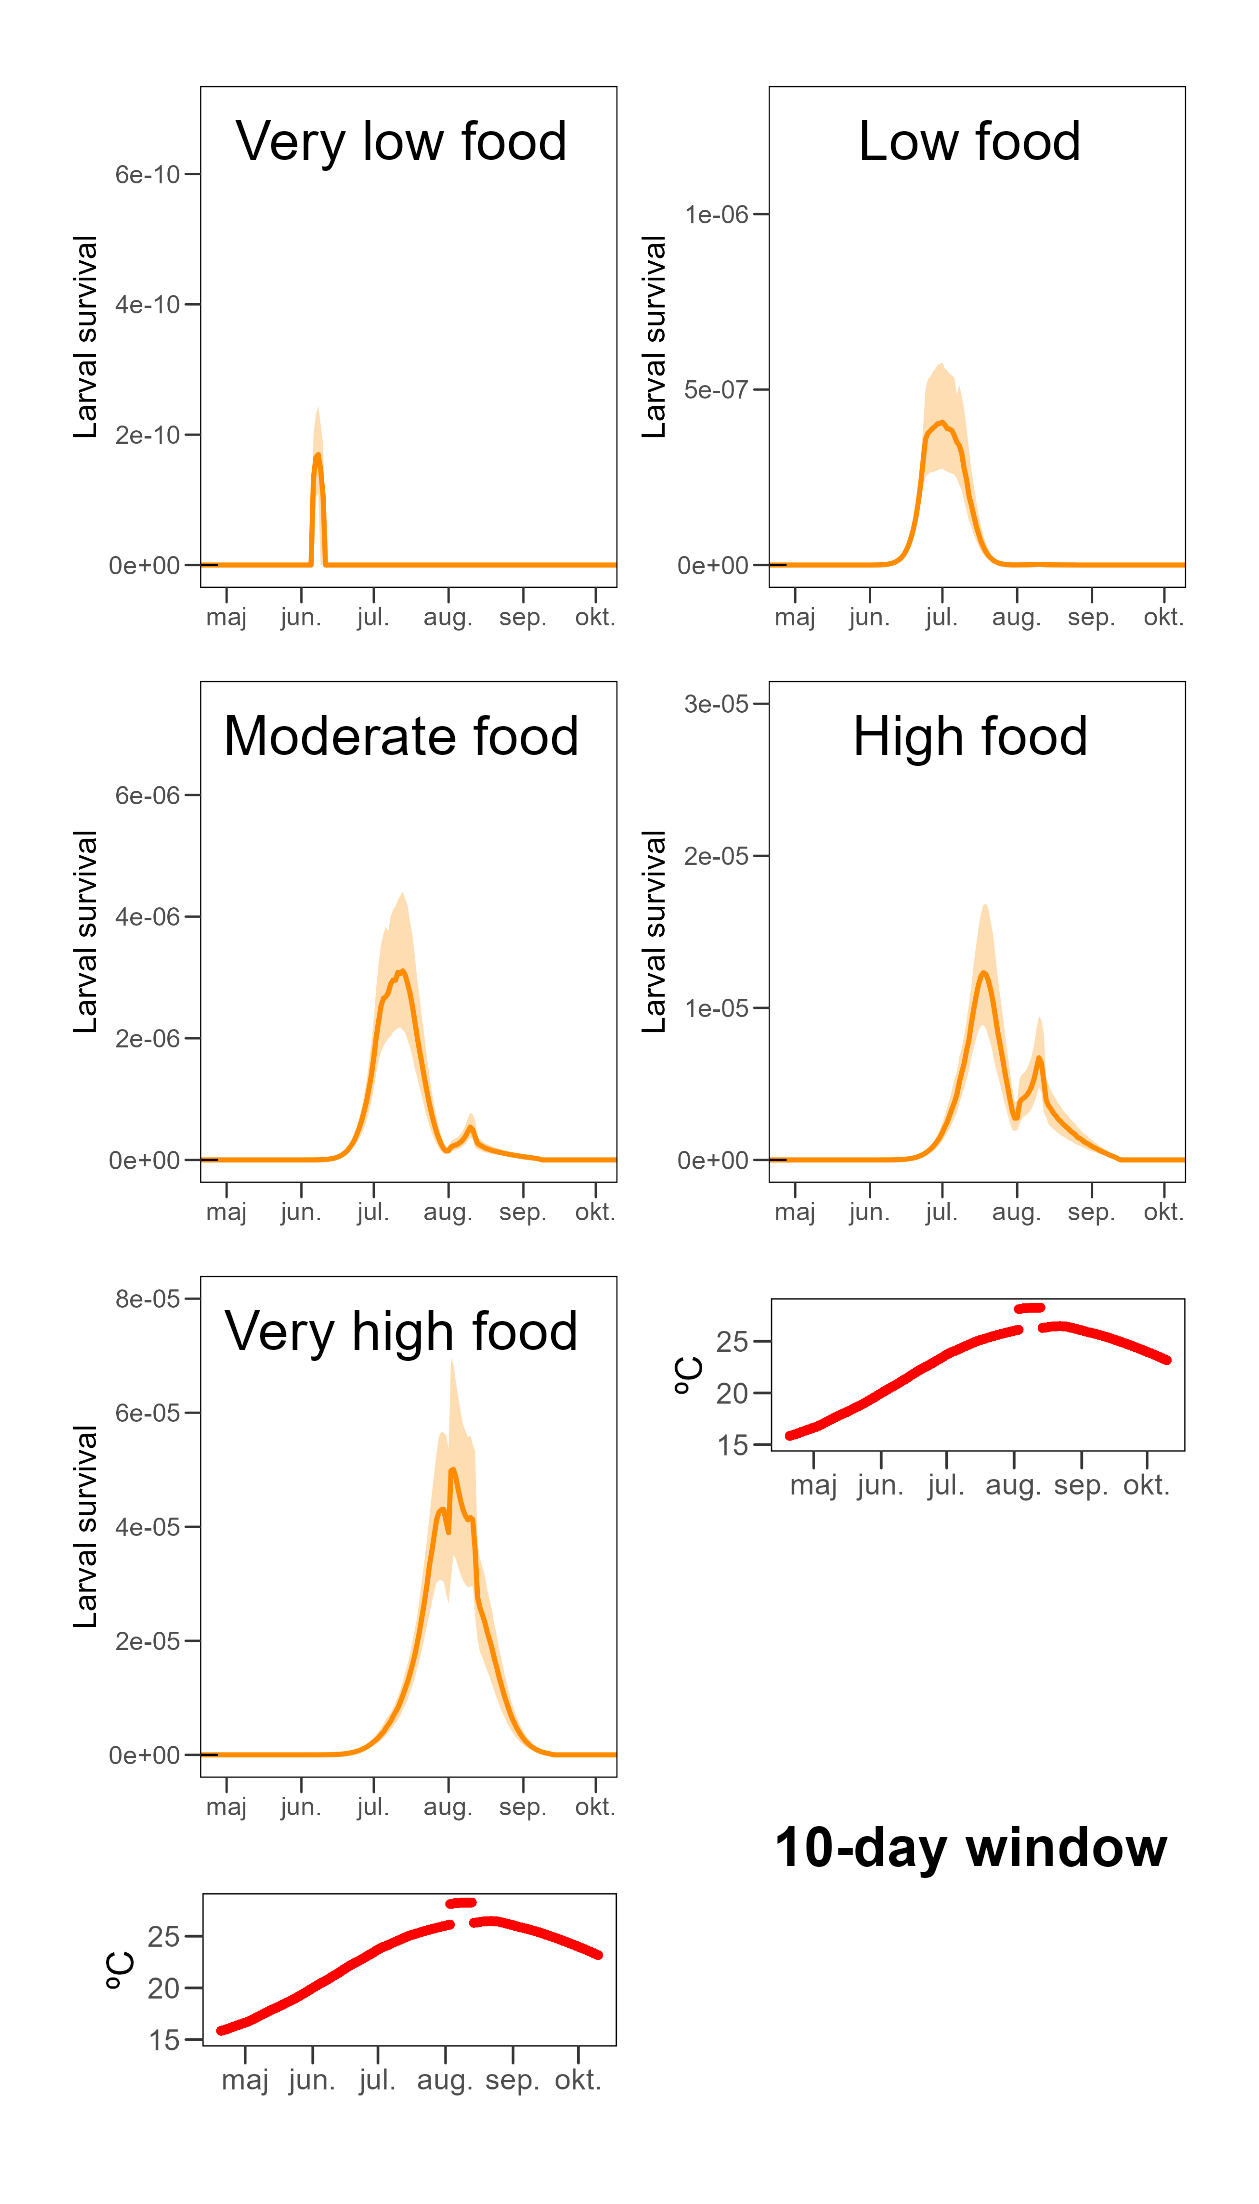 Very low food
Larval survival
6e-10
4e-10
2e-10
0e+00
maj jun. jul. aug. sep. okt.
Low food
Larval survival
1e-06
5e-07
0e+00
maj jun. jul. aug. sep. okt.
Moderate food
Larval survival
6e-06
4e-06
2e-06
0e+00
maj jun. jul. aug. sep. okt.
High food
Larval survival
3e-05
2e-05
1e-05
0e+00
maj jun. jul. aug. sep. okt.
Very high food
Larval survival
8e-05
6e-05
4e-05
2e-05
0e+00
maj jun. jul. aug. sep. okt.
ºC
25
20
15
maj jun. jul. aug. sep. okt.
10-day window
ºC
25
20
15
maj jun. jul. aug. sep. okt.